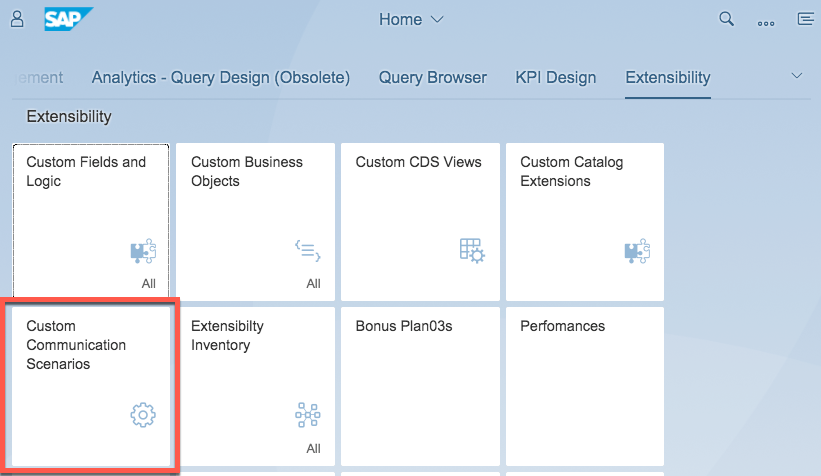 SAP Home
ement Analytics - Query Design (Obsolete) Query Browser KPI Design Extensibility
Extensibility
Custom Fields and
Logic
All
Custom Business
Objects
All
Custom CDS Views
Custom Catalog
Extensions
Custom
Communication
Scenarios
Extensibilty
Inventory
All
Bonus Plan03s
Perfomances